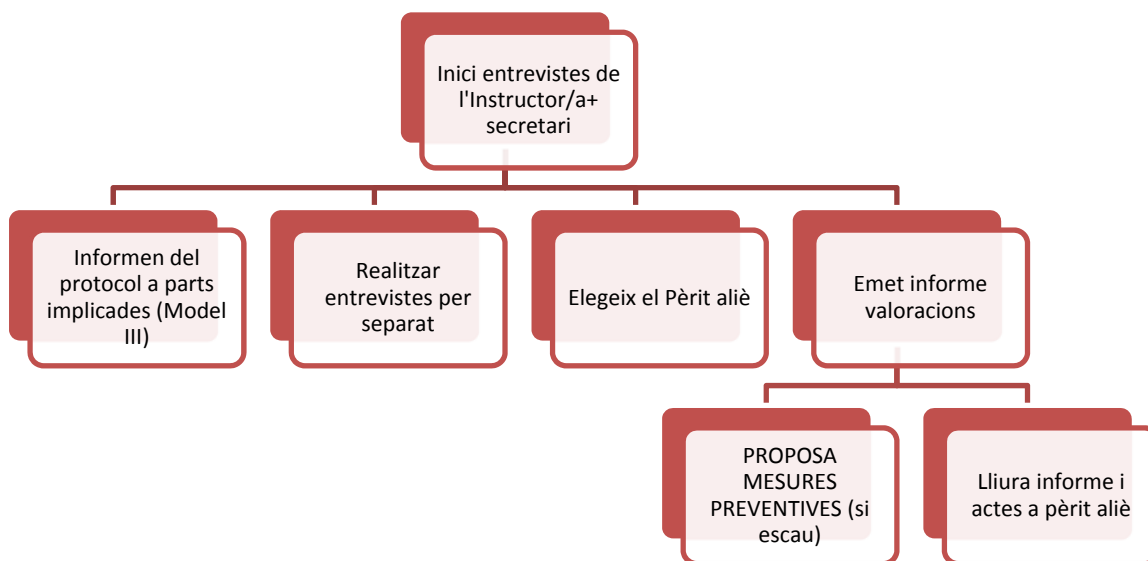 Inici entrevistes de
l'Instructor/a+
secretari
Informen del
protocol a parts
implicades (Model
III)
Realitzar
entrevistes per
separat
Elegeix el Pèrit aliè
Emet informe
valoracions
PROPOSA
MESURES
PREVENTIVES (si
escau)
Lliura informe i
actes a pèrit aliè